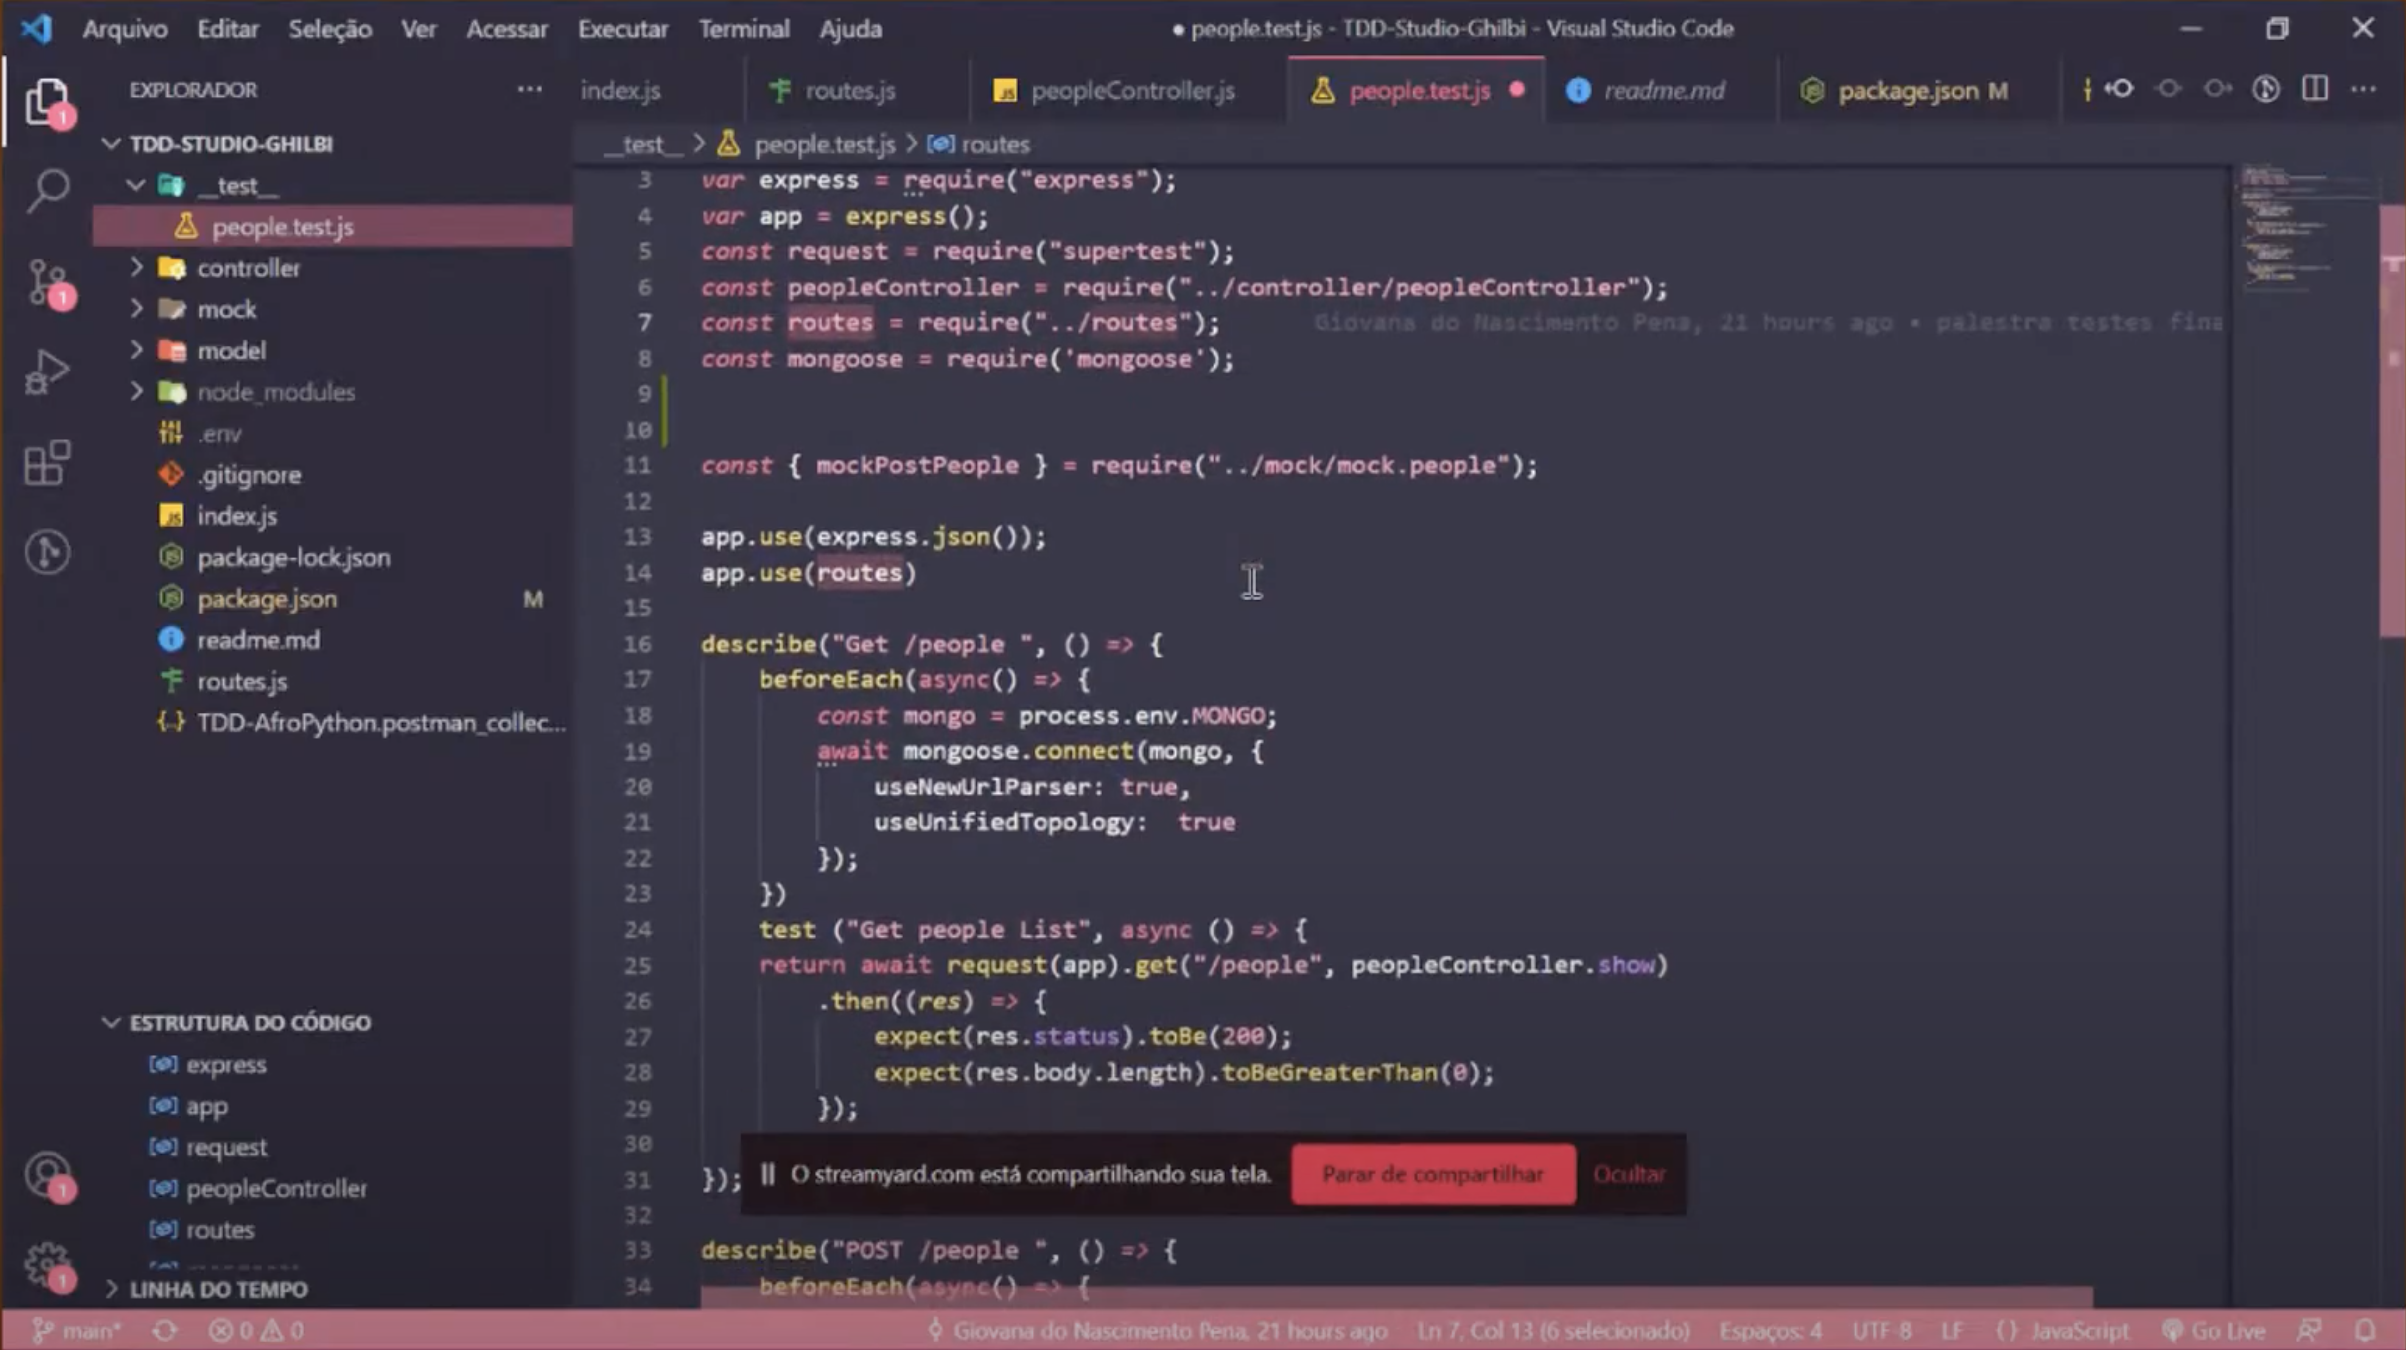 Arquivo Editar Seleção Ver Acessar Executar Terminal Ajuda
● people.test.js - TDD-Studio-Ghilbi - Visual Studio Code
EXPLORADOR
index.js routes.js peopleController.js people.test.js readme.md package.json M
TDD-STUDIO-GHILBI
__test__
people.test.js
controller
mock
model
node_modules
.env
.gitignore
index.js
package-lock.json
package.json M
readme.md
routes.js
TDD-AfroPython.postman_collec...
ESTRUTURA DO CÓDIGO
express
app
request
peopleController
routes
LINHA DO TEMPO
1
1
1
1
__test__ > people.test.js > routes
3 var express = require("express");
4 var app = express();
5 const request = require("supertest");
6 const peopleController = require("../controller/peopleController");
7 const routes = require("../routes"); Giovana do Nascimento Pena, 21 hours ago • palestra testes fina
8 const mongoose = require('mongoose');
9
10
11 const { mockPostPeople } = require("../mock/mock.people");
12
13 app.use(express.json());
14 app.use(routes)
15
16 describe("Get /people ", () => {
17 beforeEach(async() => {
18 const mongo = process.env.MONGO;
19 await mongoose.connect(mongo, {
20 useNewUrlParser: true,
21 useUnifiedTopology:  true
22 });
23 })
24 test ("Get people List", async () => {
25 return await request(app).get("/people", peopleController.show)
26 .then((res) => {
27 expect(res.status).toBe(200);
28 expect(res.body.length).toBeGreaterThan(0);
29 });
30
31 });
32
33 describe("POST /people ", () => {
34 beforeEach(async() => {
O streamyard.com está compartilhando sua tela. Parar de compartilhar Ocultar
main* 0 0 Giovana do Nascimento Pena, 21 hours ago Ln 7, Col 13 (6 selecionado) Espaços: 4 UTF-8 LF {} JavaScript Go Live